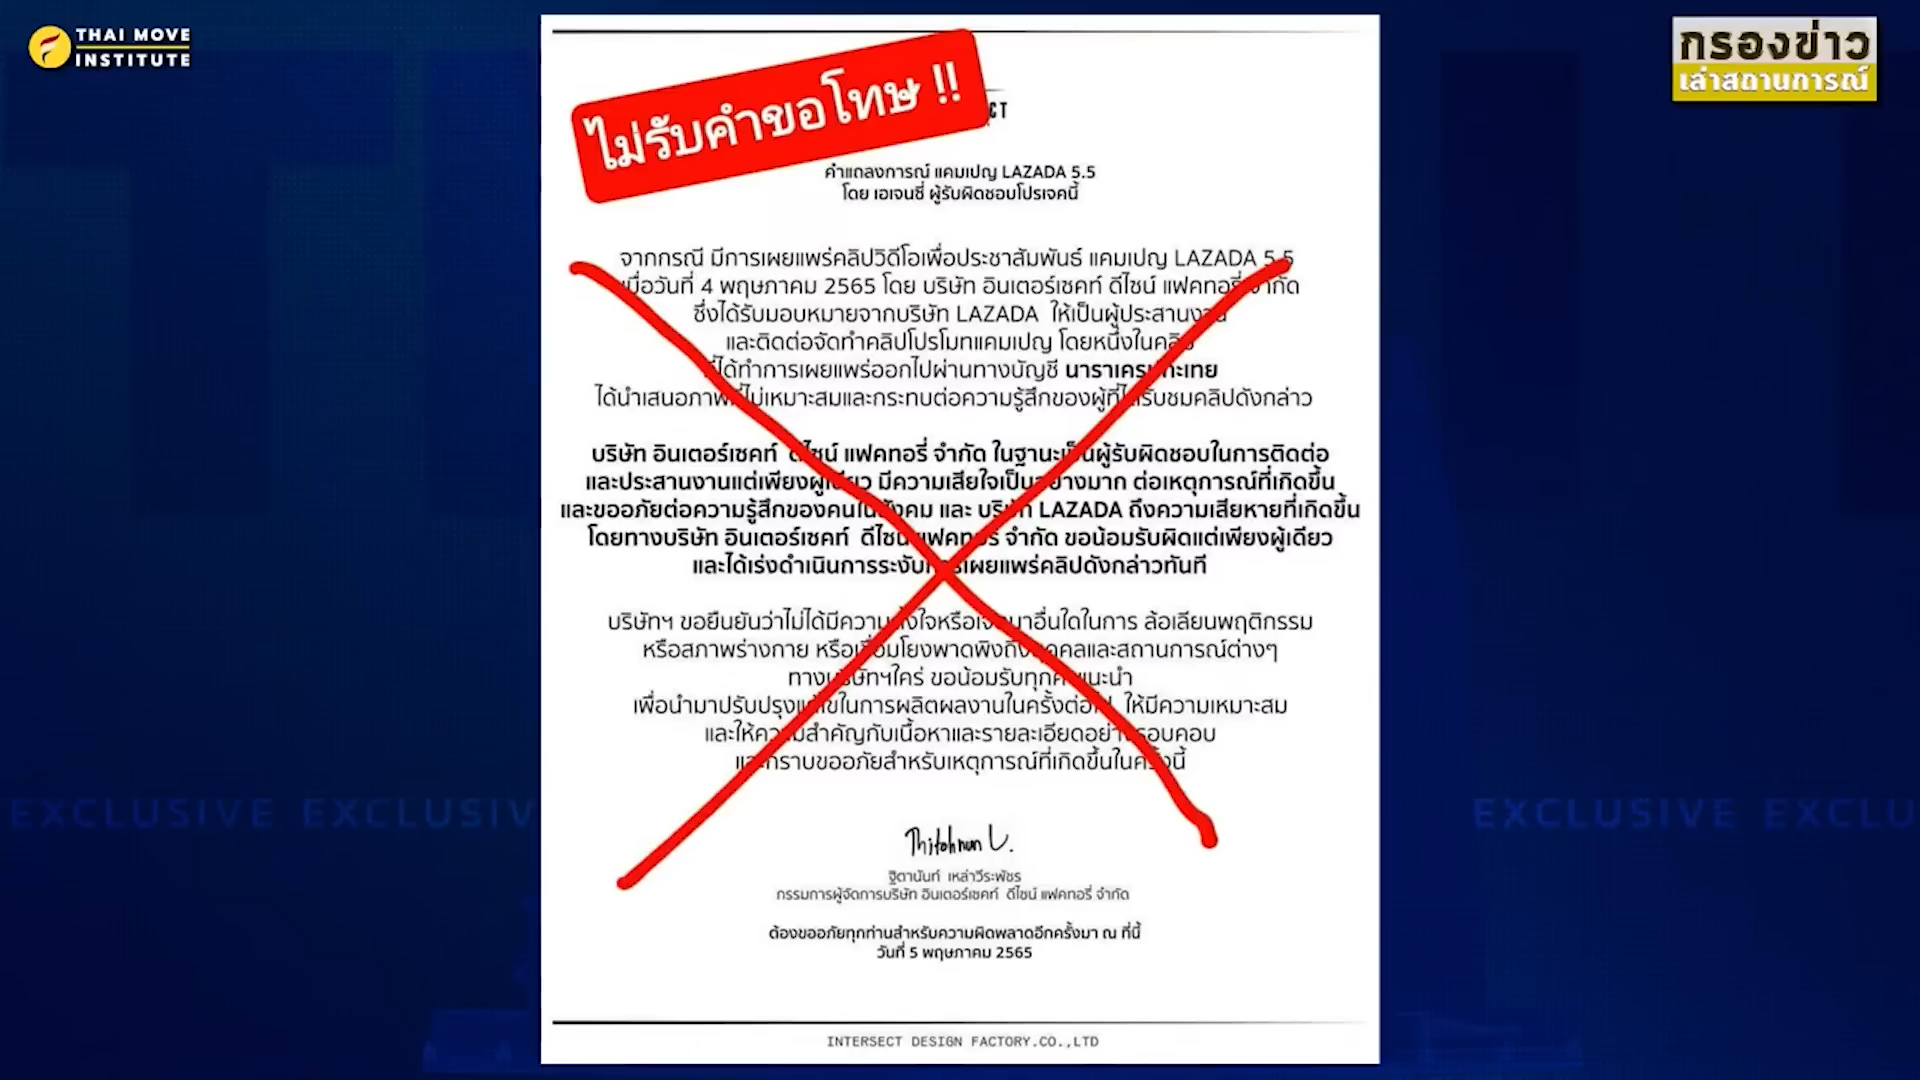 THAI MOVE
INSTITUTE
กรองข่าว
เล่าสถานการณ์
ไม่รับคำขอโทษ !!
CT
คำแถลงการณ์ แคมเปญ LAZADA 5.5
โดย เอเจนซี่ ผู้รับผิดชอบโปรเจคนี้
จากกรณี มีการเผยแพร่คลิปวิดีโอเพื่อประชาสัมพันธ์ แคมเปญ LAZADA 5.5
เมื่อวันที่ 4 พฤษภาคม 2565 โดย บริษัท อินเตอร์เซคท์ ดีไซน์ แฟคทอรี่ จำกัด
ซึ่งได้รับมอบหมายจากบริษัท LAZADA ให้เป็นผู้ประสานงาน
และติดต่อจัดทำคลิปโปรโมทแคมเปญ โดยหนึ่งในคลิป
ที่ได้ทำการเผยแพร่ออกไปผ่านทางบัญชี นาราเครปกะเทย
ได้นำเสนอภาพที่ไม่เหมาะสมและกระทบต่อความรู้สึกของผู้ที่ได้รับชมคลิปดังกล่าว
บริษัท อินเตอร์เซคท์ ดีไซน์ แฟคทอรี่ จำกัด ในฐานะเป็นผู้รับผิดชอบในการติดต่อ
และประสานงานแต่เพียงผู้เดียว มีความเสียใจเป็นอย่างมาก ต่อเหตุการณ์ที่เกิดขึ้น
และขออภัยต่อความรู้สึกของคนในสังคม และ บริษัท LAZADA ถึงความเสียหายที่เกิดขึ้น
โดยทางบริษัท อินเตอร์เซคท์ ดีไซน์ แฟคทอรี่ จำกัด ขอน้อมรับผิดแต่เพียงผู้เดียว
และได้เร่งดำเนินการระงับการเผยแพร่คลิปดังกล่าวทันที
บริษัทฯ ขอยืนยันว่าไม่ได้มีความตั้งใจหรือเจตนาอื่นใดในการ ล้อเลียนพฤติกรรม
หรือสภาพร่างกาย หรือเชื่อมโยงพาดพิงถึงบุคคลและสถานการณ์ต่างๆ
ทางบริษัทฯใคร่ ขอน้อมรับทุกคำแนะนำ
เพื่อนำมาปรับปรุงแก้ไขในการผลิตผลงานในครั้งต่อไป ให้มีความเหมาะสม
และให้ความสำคัญกับเนื้อหาและรายละเอียดอย่างรอบคอบ
และกราบขออภัยสำหรับเหตุการณ์ที่เกิดขึ้นในครั้งนี้
Thitahnun L.
ฐิตานันท์ เหล่าวีระพัชร
กรรมการผู้จัดการบริษัท อินเตอร์เซคท์ ดีไซน์ แฟคทอรี่ จำกัด
ต้องขออภัยทุกท่านสำหรับความผิดพลาดอีกครั้งมา ณ ที่นี้
วันที่ 5 พฤษภาคม 2565
INTERSECT DESIGN FACTORY.CO.,LTD
EXCLUSIVE EXCLUSIV
EXCLUSIVE EXCLU